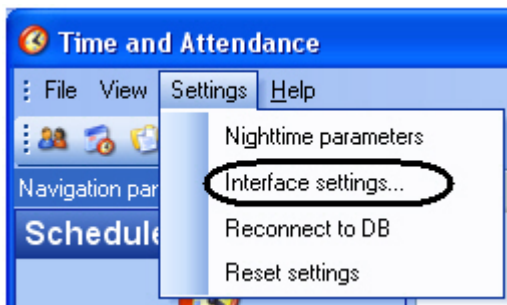 Time and Attendance
File View Settings Help
Nighttime parameters
Interface settings...
Reconnect to DB
Reset settings
Navigation par
Schedule